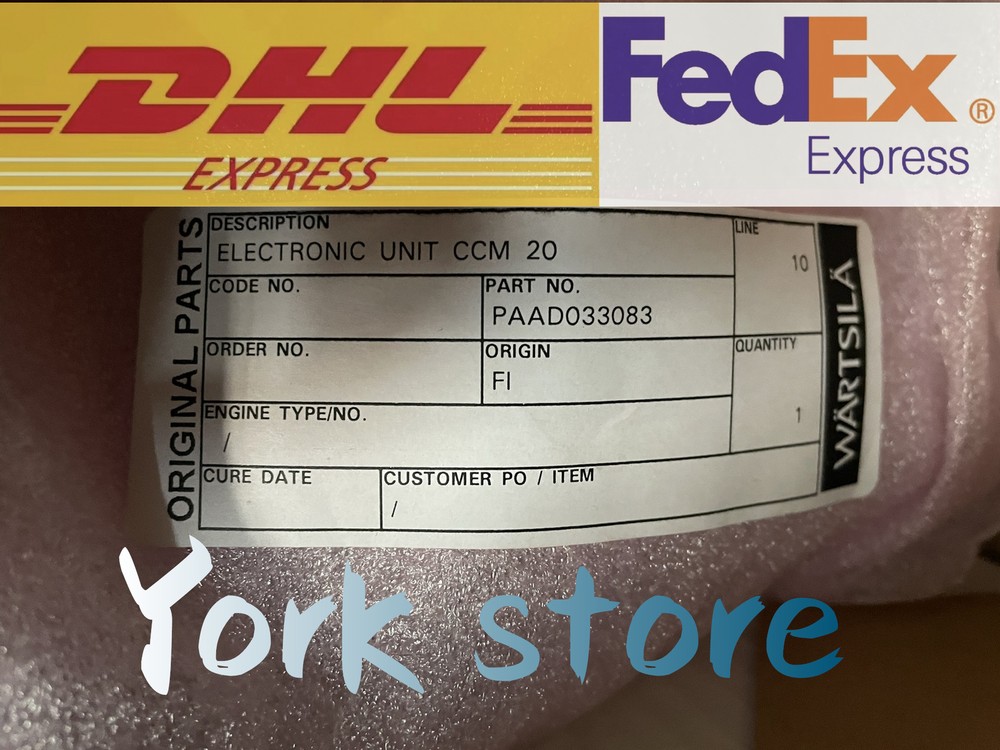 DHL
EXPRESS
FedEx ®
Express
ORIGINAL PARTS
DESCRIPTION
ELECTRONIC UNIT CCM 20
LINE
10
CODE NO.
PART NO.
PAAD033083
ORDER NO.
ORIGIN
FI
QUANTITY
1
ENGINE TYPE/NO.
/
CURE DATE
CUSTOMER PO / ITEM
/
WÄRTSILÄ
York store